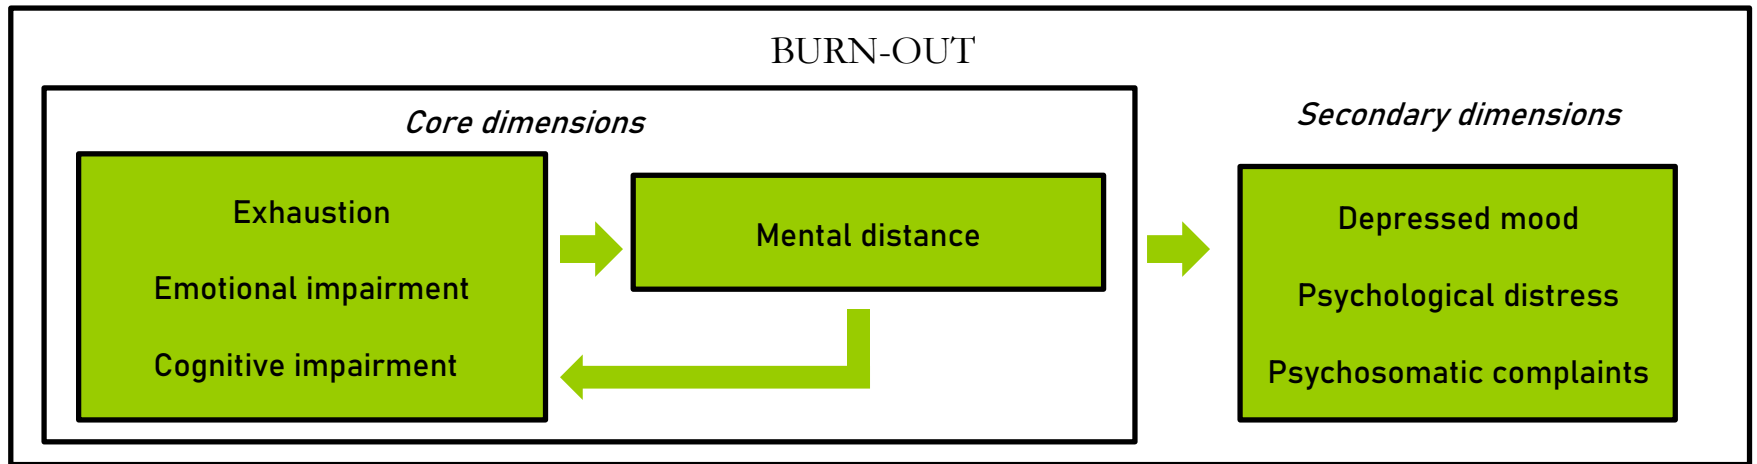 BURN-OUT
Core dimensions
Exhaustion
Emotional impairment
Cognitive impairment
Mental distance
Secondary dimensions
Depressed mood
Psychological distress
Psychosomatic complaints